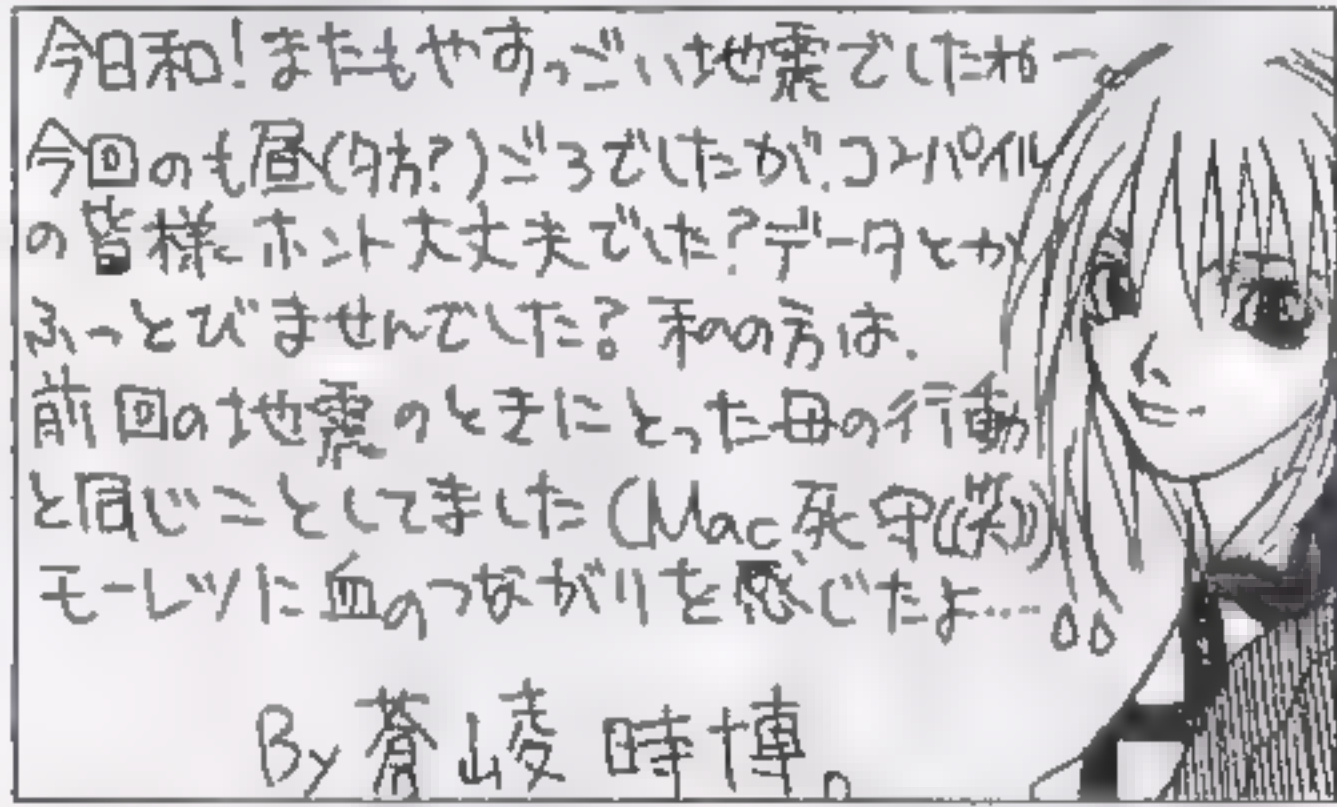 今日和!またもやすっごい地震でしたねー。
今回のも昼(夕方?)ごろでしたが、コンパイル
の皆様ホント大丈夫でした?データとか
ふっとびませんでした?私の方は、
前回の地震のときにとった母の行動
と同じことしてました(Mac死守((笑)))
モーレツに血のつながりを感じたよ……
By 蒼崚 時博。